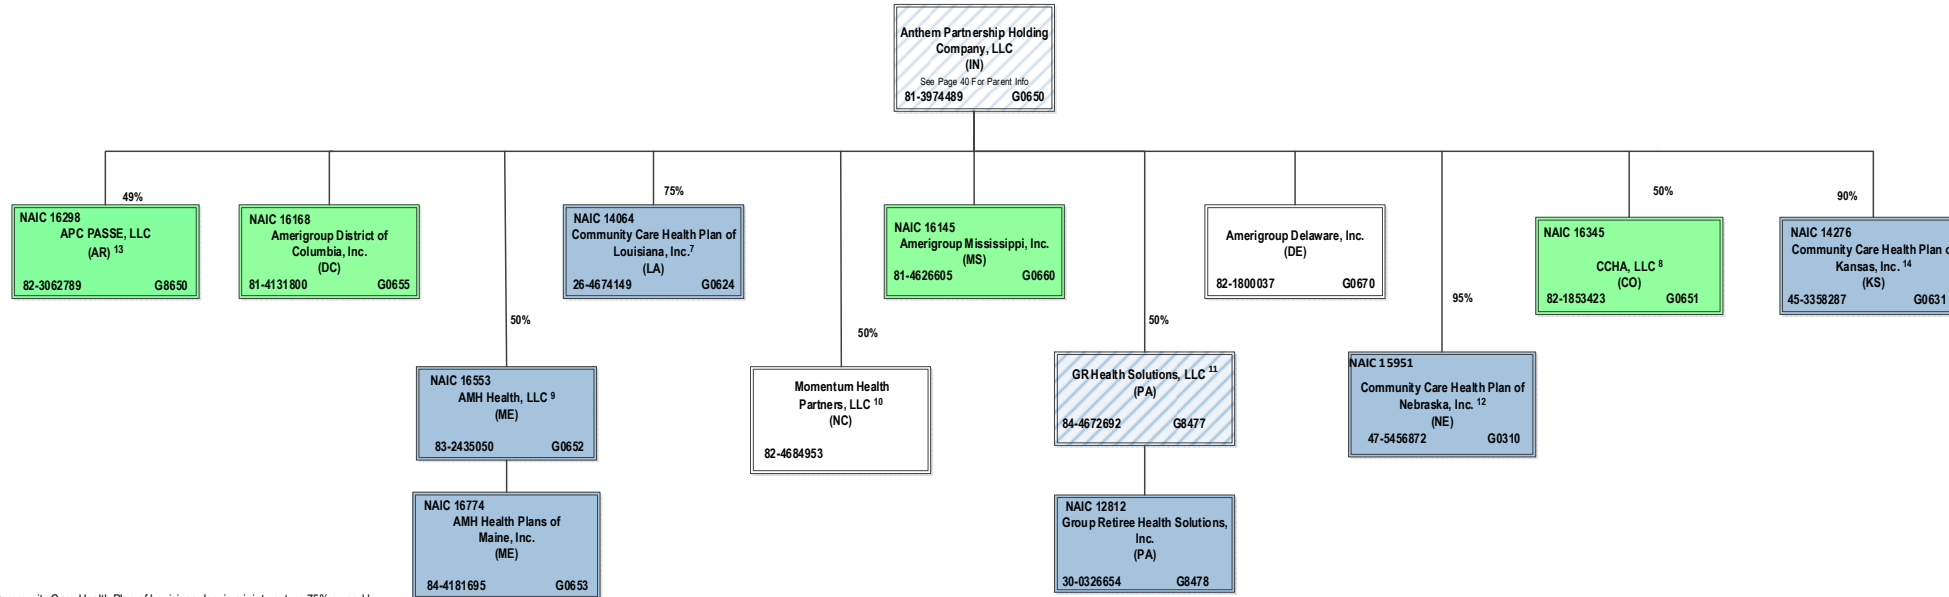 Anthem Partnership Holding
Company, LLC
(IN)
See Page 40 For Parent Info
81-3974489 G0650
49%
NAIC 16298
APC PASSE, LLC
(AR) 13
82-3062789 G8650
NAIC 16168
Amerigroup District of
Columbia, Inc.
(DC)
81-4131800 G0655
75%
NAIC 14064
Community Care Health Plan of
Louisiana, Inc.7
(LA)
26-4674149 G0624
NAIC 16145
Amerigroup Mississippi, Inc.
(MS)
81-4626605 G0660
Amerigroup Delaware, Inc.
(DE)
82-1800037 G0670
50%
NAIC 16345
CCHA, LLC 8
(CO)
82-1853423 G0651
90%
NAIC 14276
Community Care Health Plan o
Kansas, Inc. 14
(KS)
45-3358287 G0631
50%
NAIC 16553
AMH Health, LLC 9
(ME)
83-2435050 G0652
50%
Momentum Health
Partners, LLC 10
(NC)
82-4684953
50%
GR Health Solutions, LLC 11
(PA)
84-4672692 G8477
95%
NAIC 15951
Community Care Health Plan of
Nebraska, Inc. 12
(NE)
47-5456872 G0310
NAIC 16774
AMH Health Plans of
Maine, Inc.
(ME)
84-4181695 G0653
NAIC 12812
Group Retiree Health Solutions,
Inc.
(PA)
30-0326654 G8478